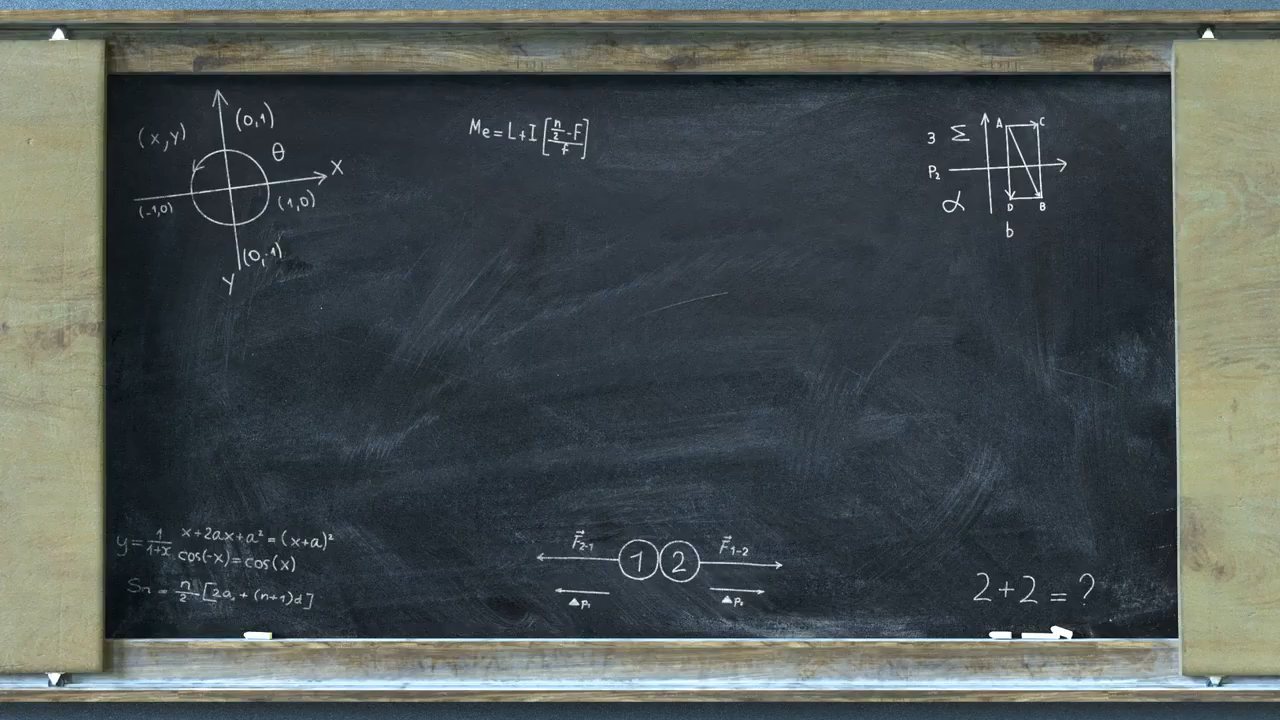 (x,y)
(0,1)
θ
X
(-1,0)
(1,0)
(0,-1)
Y
Me = L+I [n/2 -F / f]
3 Σ
A C
P₂
α
D B
b
y = 1/1+x
x+2ax+a² = (x+a)²
cos(-x) = cos(x)
Sn = n/2 [2a, + (n+1)d]
F⃗2-1
1 2
F⃗1-2
▲P₁
▲P₂
2+2 = ?